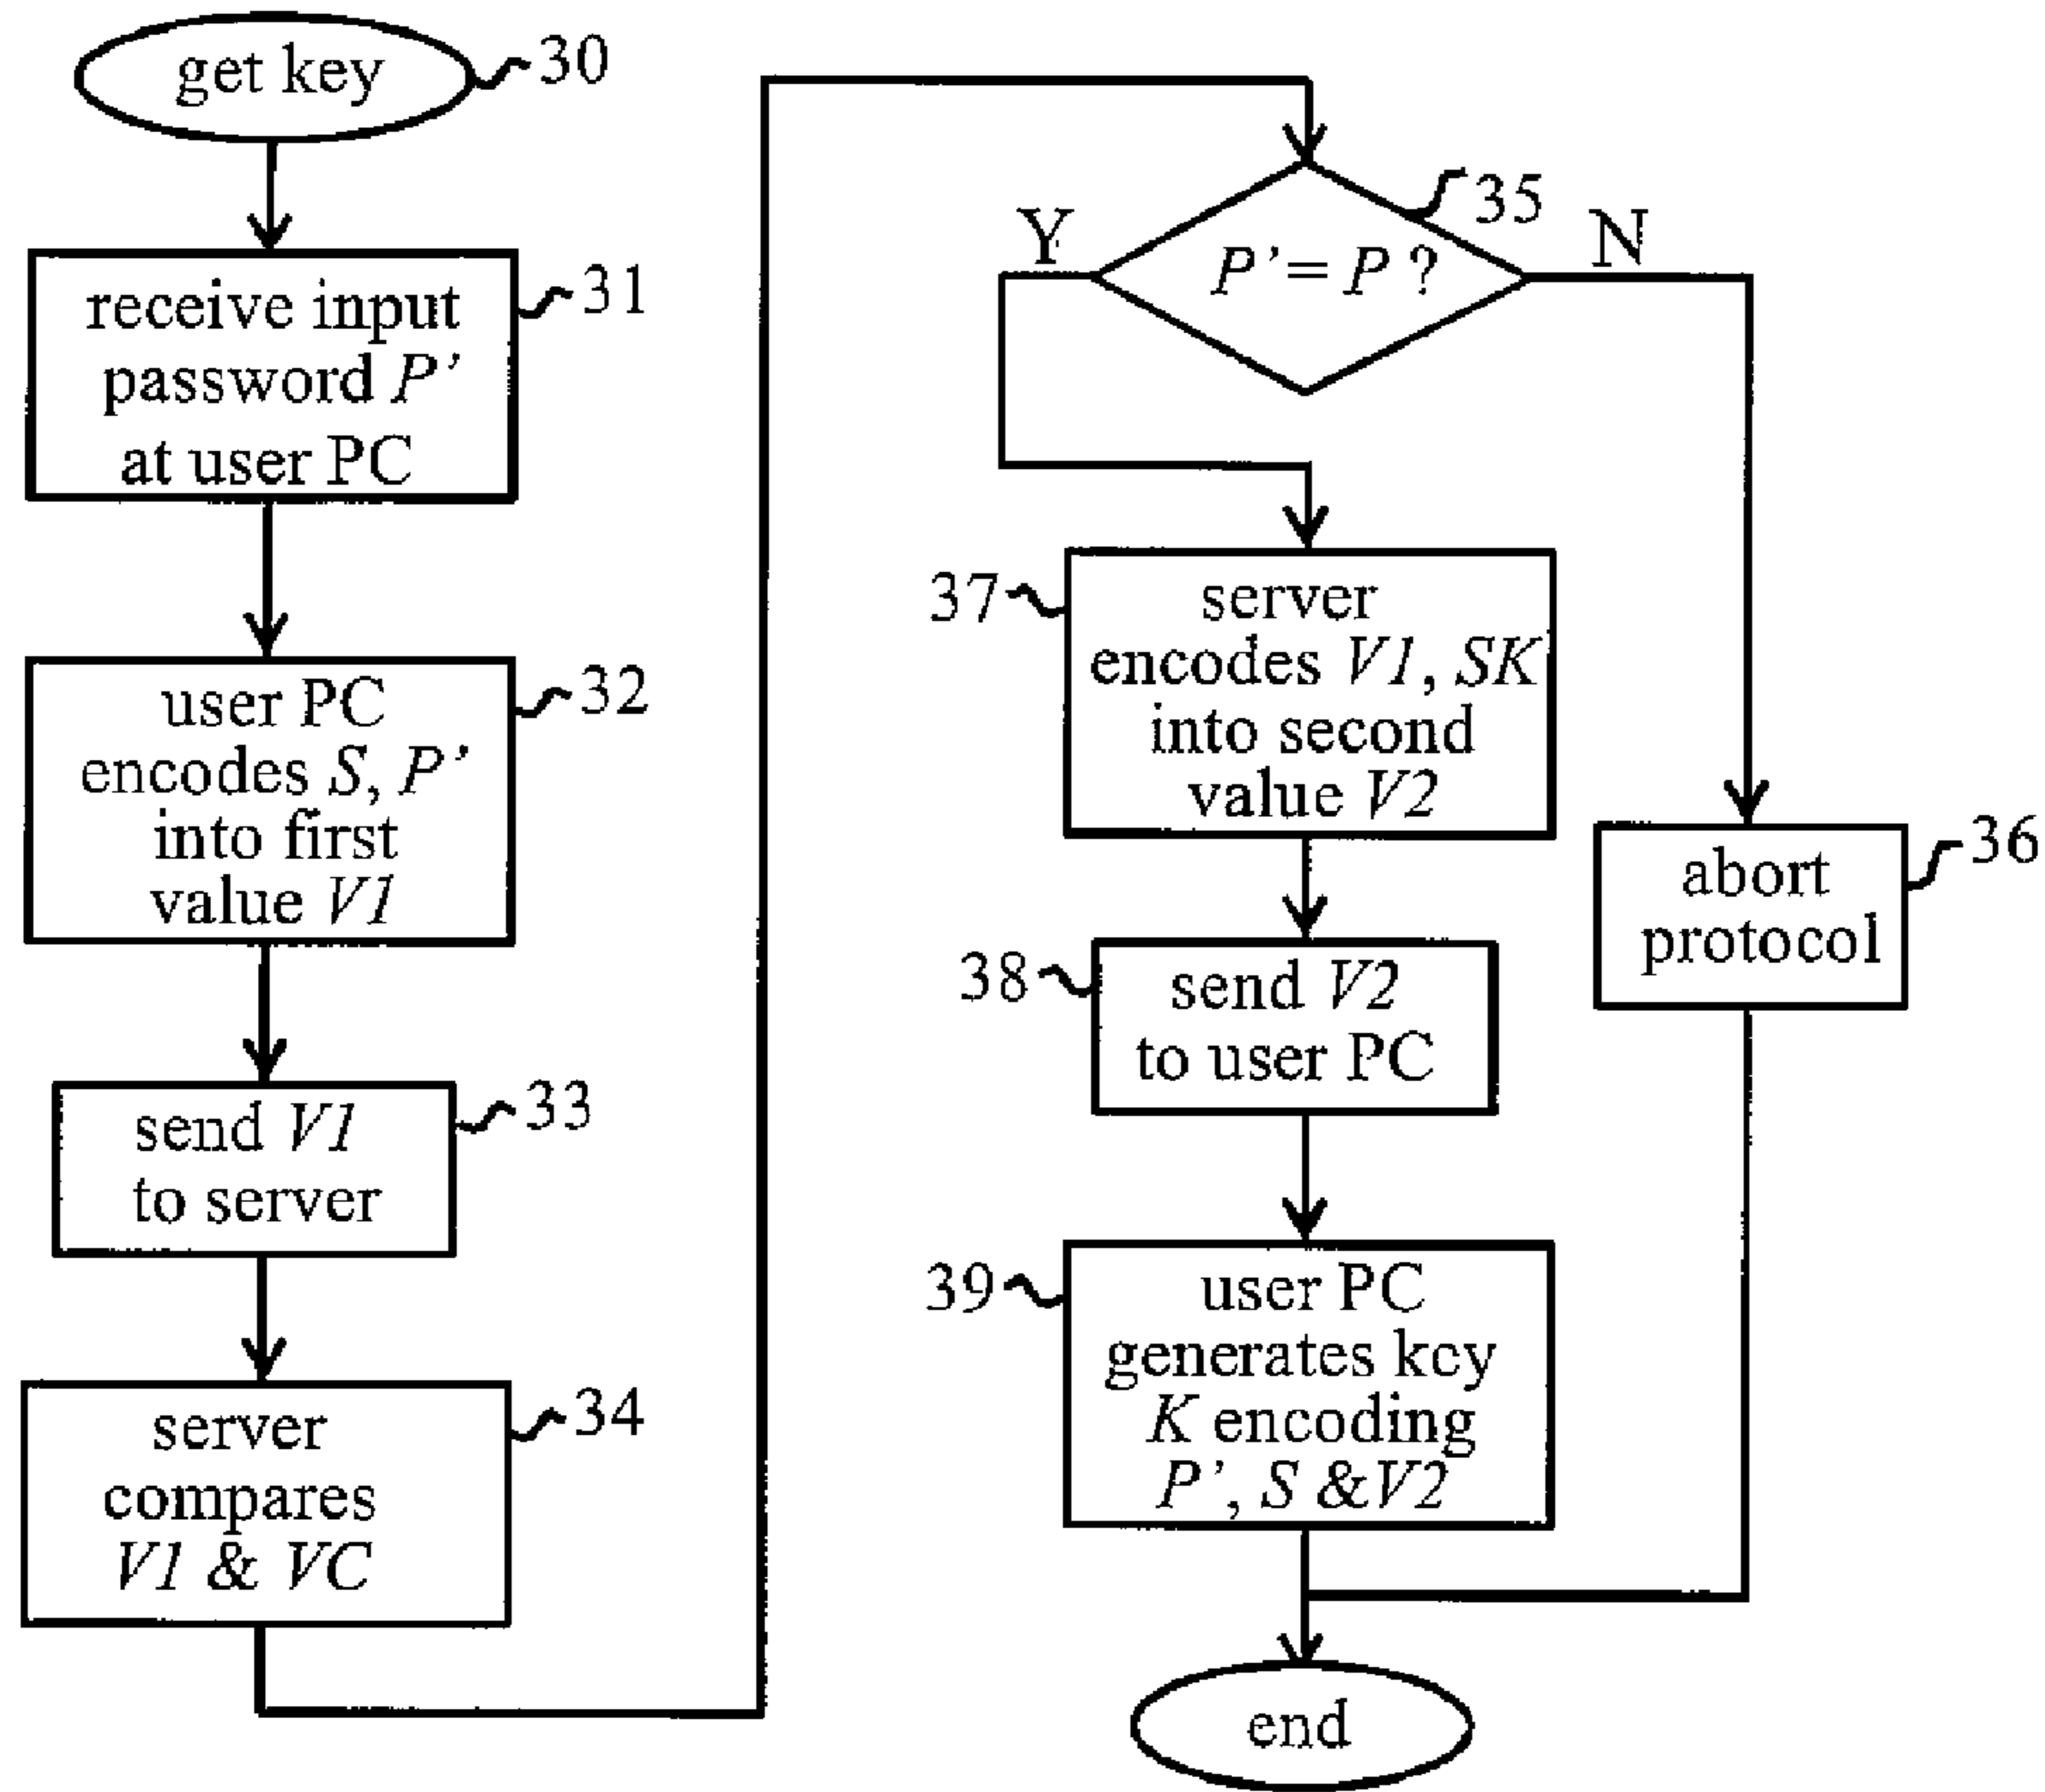 get key
30
receive input
password P'
at user PC
31
user PC
encodes S, P'
into first
value V1
32
send V1
to server
33
server
compares
V1 & VC
34
P'= P ?
35
Y
N
server
encodes V1, SK
into second
value V2
37
abort
protocol
36
send V2
to user PC
38
user PC
generates key
K encoding
P', S &V2
39
end